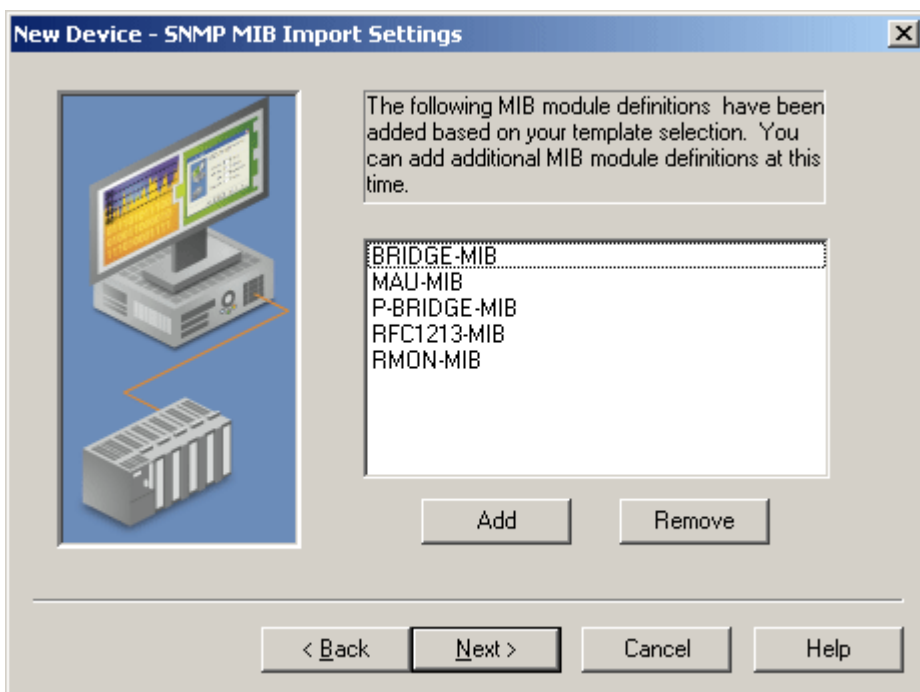 New Device - SNMP MIB Import Settings
The following MIB module definitions have been
added based on your template selection. You
can add additional MIB module definitions at this
time.
BRIDGE-MIB
MAU-MIB
P-BRIDGE-MIB
RFC1213-MIB
RMON-MIB
Add
Remove
< Back
Next >
Cancel
Help